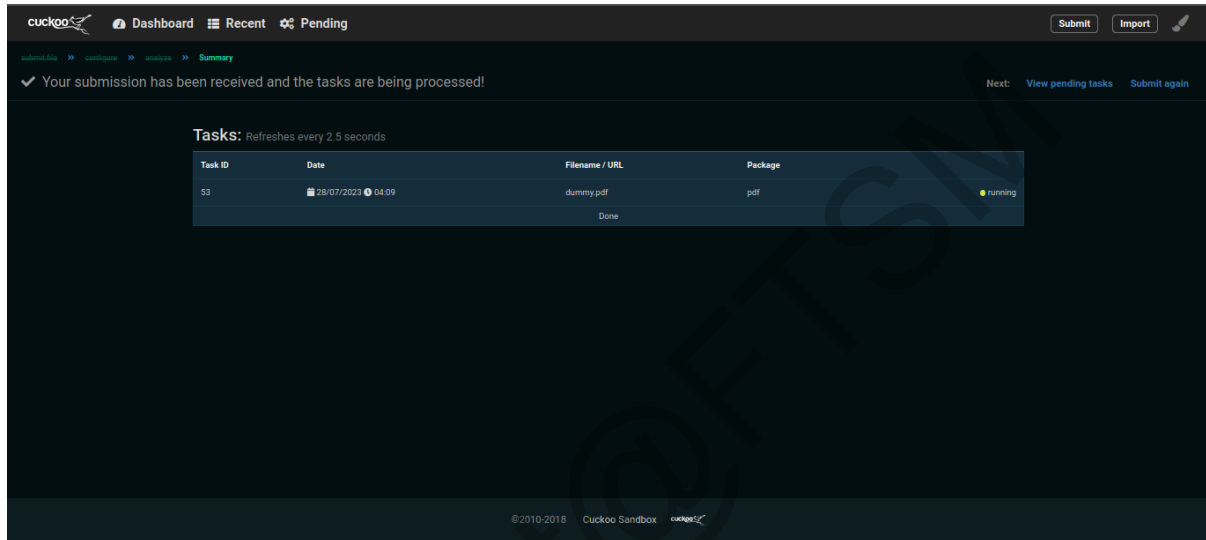 cuckoo Dashboard Recent Pending Submit Import
submit file » configure » analyze » Summary
Your submission has been received and the tasks are being processed! Next: View pending tasks Submit again
Tasks: Refreshes every 2.5 seconds
Task ID Date Filename / URL Package
53 28/07/2023 04:09 dummy.pdf pdf running
Done
©2010-2018 Cuckoo Sandbox cuckoo
@FTSM